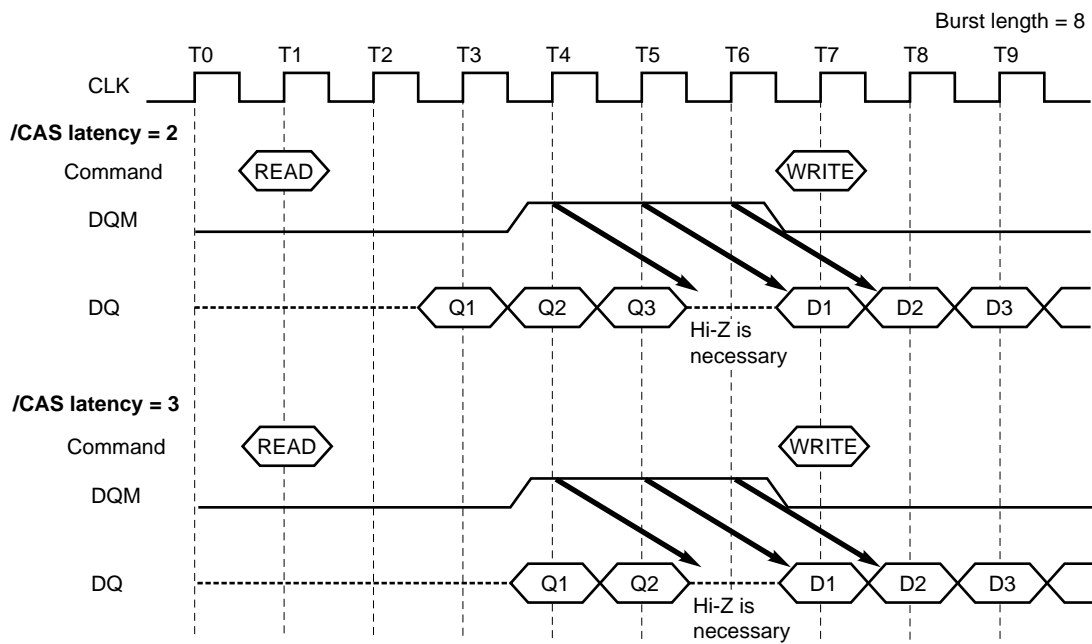 Burst length = 8
T0 T1 T2 T3 T4 T5 T6 T7 T8 T9
CLK
/CAS latency = 2
Command READ WRITE
DQM
DQ Q1 Q2 Q3 D1 D2 D3
Hi-Z is
necessary
/CAS latency = 3
Command READ WRITE
DQM
DQ Q1 Q2 D1 D2 D3
Hi-Z is
necessary